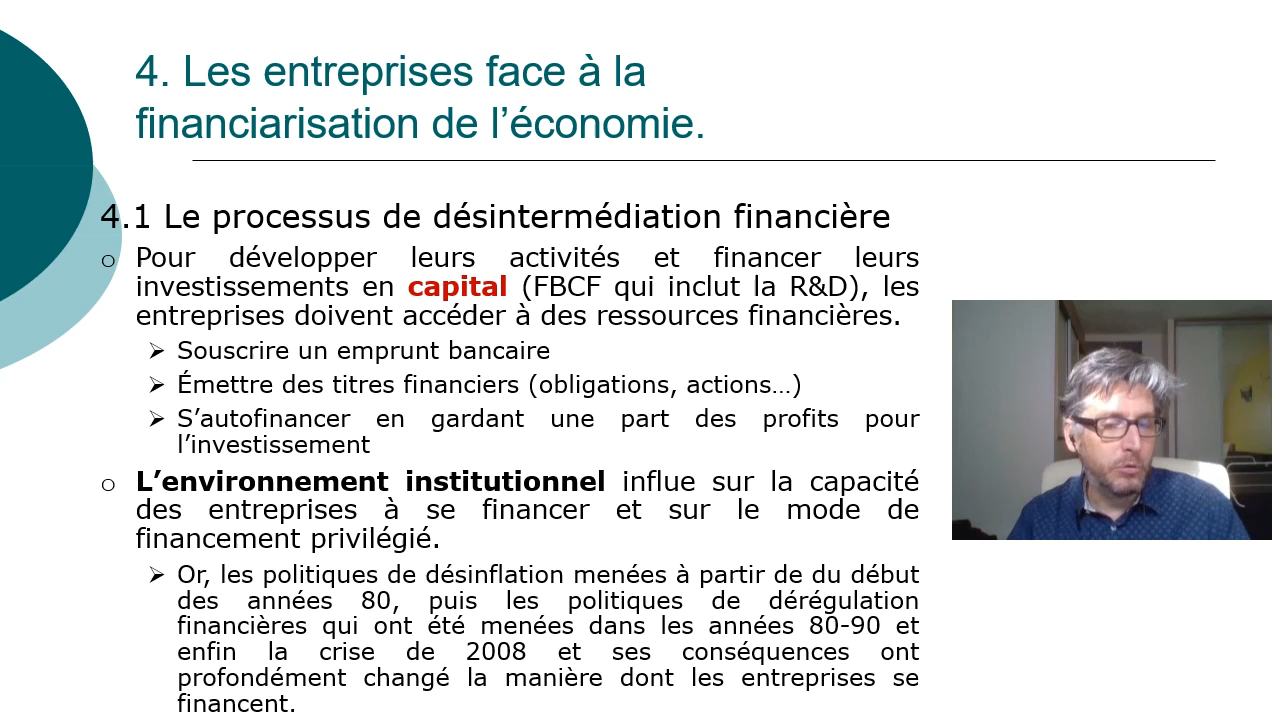 4. Les entreprises face à la
financiarisation de l’économie.
4.1 Le processus de désintermédiation financière
o Pour développer leurs activités et financer leurs
investissements en capital (FBCF qui inclut la R&D), les
entreprises doivent accéder à des ressources financières.
➢ Souscrire un emprunt bancaire
➢ Émettre des titres financiers (obligations, actions…)
➢ S’autofinancer en gardant une part des profits pour
l’investissement
o L’environnement institutionnel influe sur la capacité
des entreprises à se financer et sur le mode de
financement privilégié.
➢ Or, les politiques de désinflation menées à partir de du début
des années 80, puis les politiques de dérégulation
financières qui ont été menées dans les années 80-90 et
enfin la crise de 2008 et ses conséquences ont
profondément changé la manière dont les entreprises se
financent.